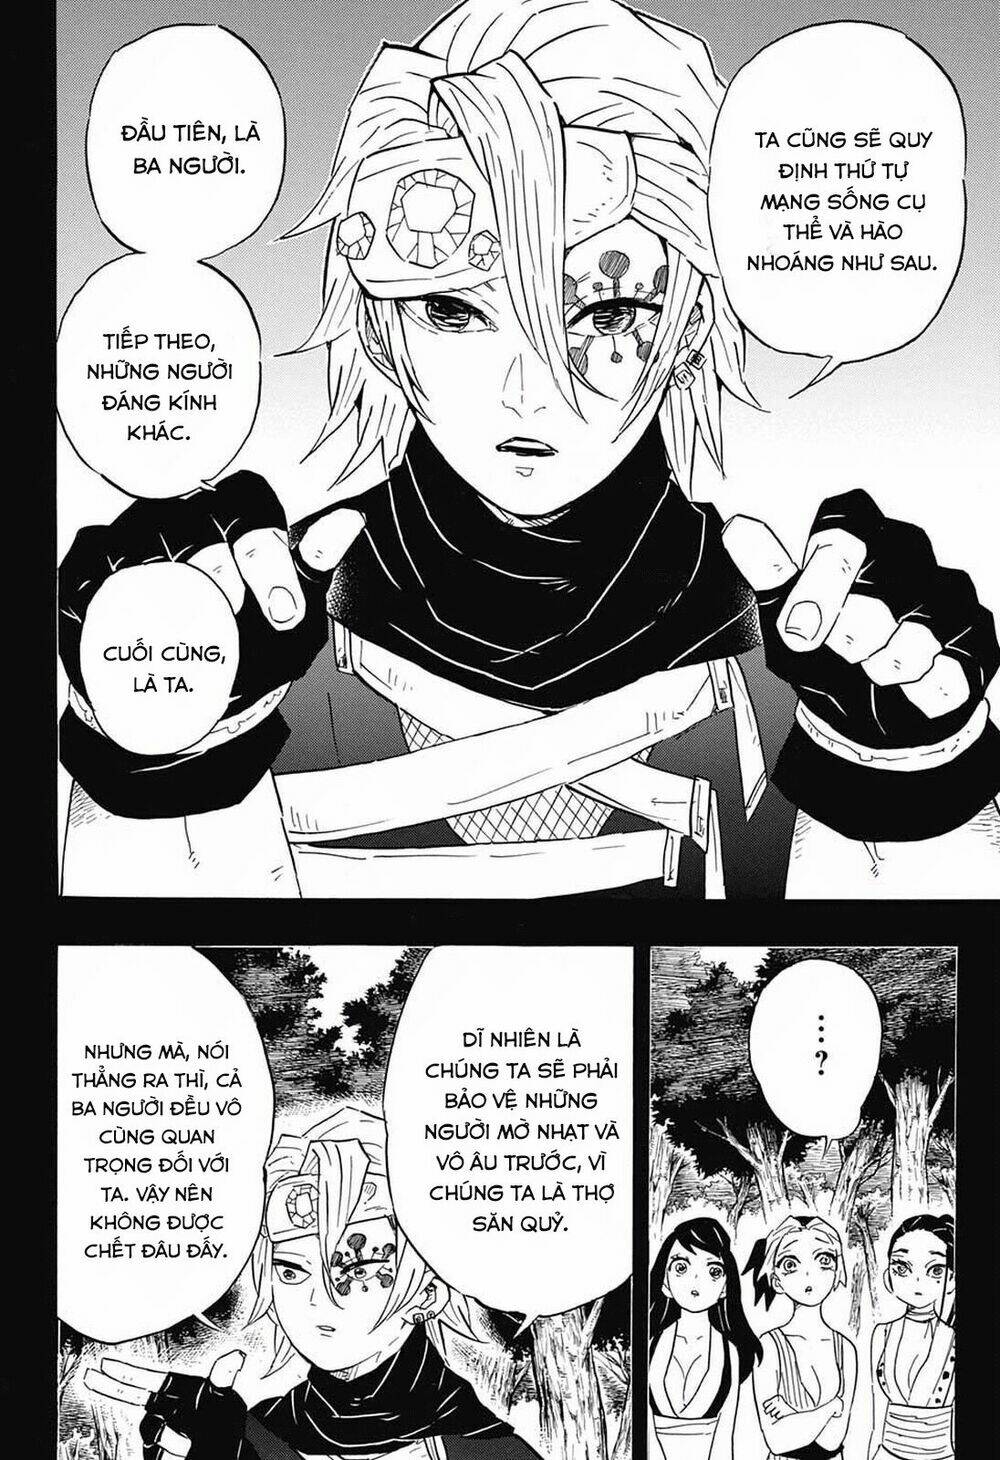 TA CŨNG SẼ QUY
ĐỊNH THỨ TỰ
MẠNG SỐNG CỤ
THỂ VÀ HÀO
NHOÁNG NHƯ SAU.
ĐẦU TIÊN, LÀ
BA NGƯỜI.
TIẾP THEO,
NHỮNG NGƯỜI
ĐÁNG KÍNH
KHÁC.
CUỐI CÙNG,
LÀ TA.
...?
DĨ NHIÊN LÀ
CHÚNG TA SẼ PHẢI
BẢO VỆ NHỮNG
NGƯỜI MỜ NHẠT VÀ
VÔ ÂU TRƯỚC, VÌ
CHÚNG TA LÀ THỢ
SĂN QUỶ.
NHƯNG MÀ, NÓI
THẲNG RA THÌ, CẢ
BA NGƯỜI ĐỀU VÔ
CÙNG QUAN
TRỌNG ĐỐI VỚI
TA. VẬY NÊN
KHÔNG ĐƯỢC
CHẾT ĐÂU ĐẤY.